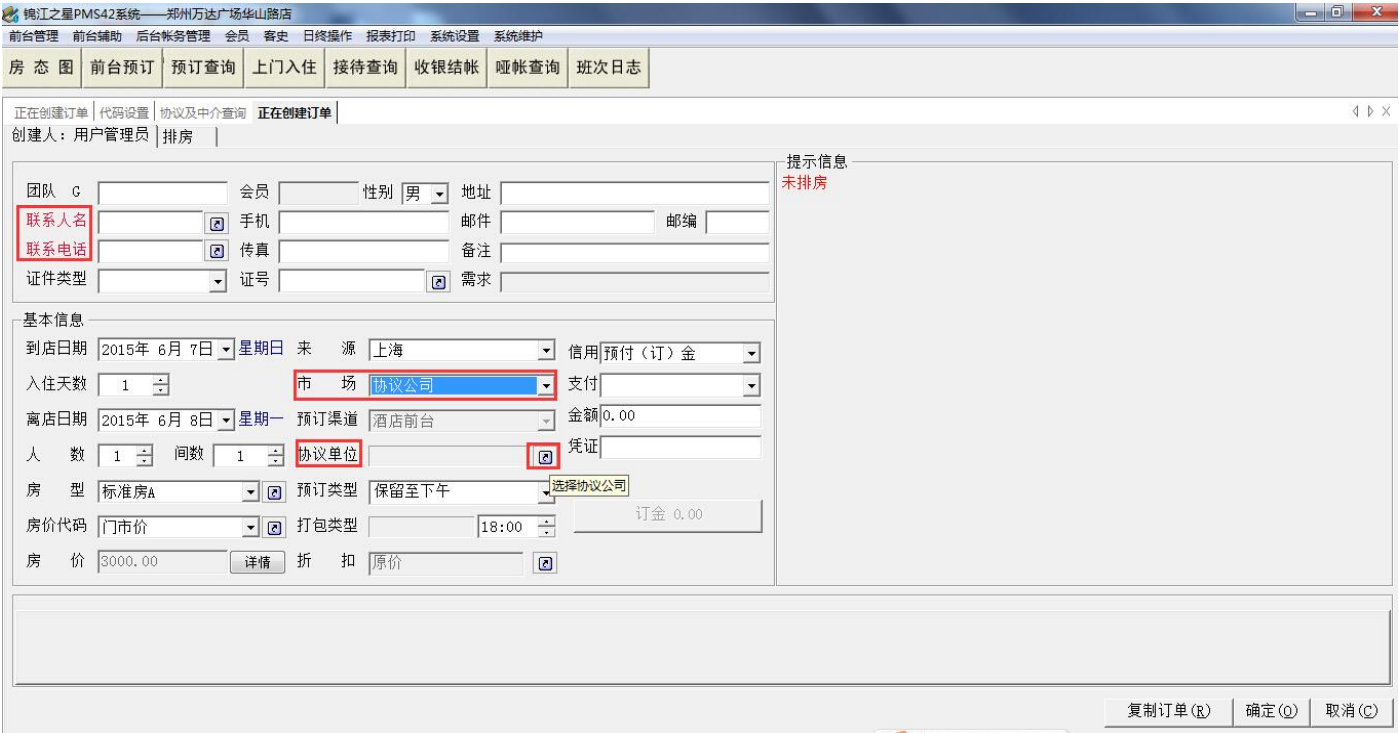 锦江之星PMS42系统——郑州万达广场华山路店
前台管理 前台辅助 后台帐务管理 会员 客史 日终操作 报表打印 系统设置 系统维护
房态图 前台预订 预订查询 上门入住 接待查询 收银结帐 哑帐查询 班次日志
正在创建订单 代码设置 协议及中介查询 正在创建订单
创建人：用户管理员 排房
提示信息
未排房
团队 G 会员 性别 男 地址
联系人名 手机 邮件 邮编
联系电话 传真 备注
证件类型 证号 需求
基本信息
到店日期 2015年 6月 7日 星期日 来 源 上海 信用 预付（订）金
入住天数 1 市 场 协议公司 支付
离店日期 2015年 6月 8日 星期一 预订渠道 酒店前台 金额 0.00
人 数 1 间数 1 协议单位 凭证
选择协议公司
房 型 标准房A 预订类型 保留至下午
订金 0.00
房价代码 门市价 打包类型 18:00
房 价 3000.00 详情 折 扣 原价
复制订单(R) 确定(O) 取消(C)